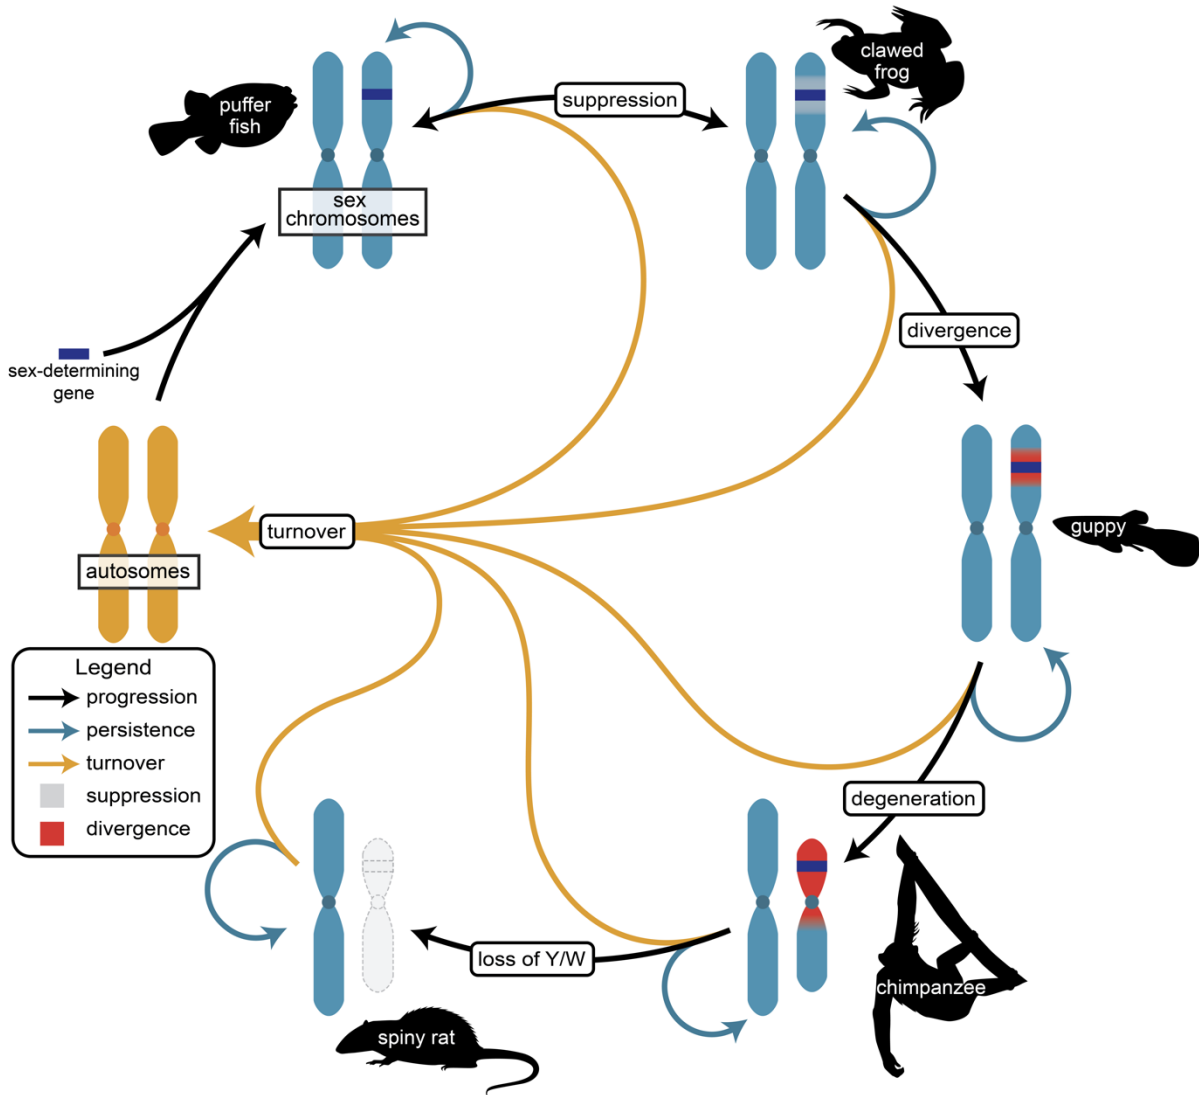 puffer
fish
suppression
clawed
frog
sex
chromosomes
divergence
sex-determining
gene
turnover
guppy
autosomes
Legend
progression
persistence
turnover
suppression
divergence
degeneration
loss of Y/W
chimpanzee
spiny rat